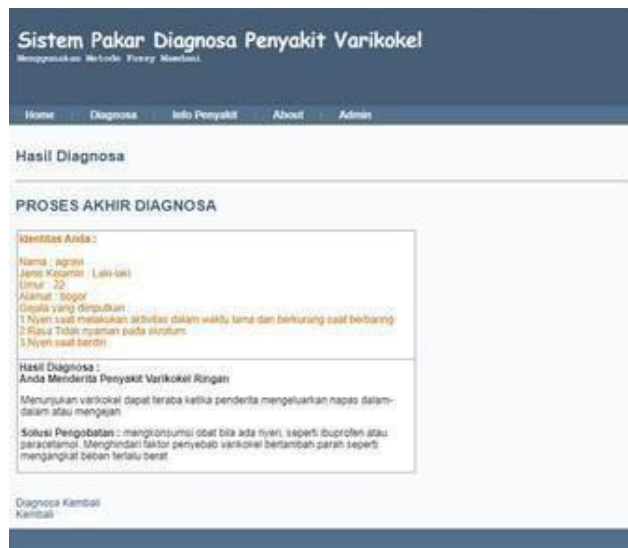 Sistem Pakar Diagnosa Penyakit Varikokel
Menggunakan Metode Fuzzy Mamdani
Home Diagnosa Info Penyakit About Admin
Hasil Diagnosa
PROSES AKHIR DIAGNOSA
Identitas Anda :
Nama : agravi
Jenis Kelamin : Laki-laki
Umur : 22
Alamat : bogor
Gejala yang diinputkan :
1.Nyeri saat melakukan aktivitas dalam waktu lama dan berkurang saat berbaring
2.Rasa Tidak nyaman pada skrotum
3.Nyeri saat berdiri
Hasil Diagnosa :
Anda Menderita Penyakit Varikokel Ringan
Menunjukan varikokel dapat teraba ketika penderita mengeluarkan napas dalam-
dalam atau mengejan
Solusi Pengobatan : mengkonsumsi obat bila ada nyeri, seperti ibuprofen atau
paracetamol. Menghindari faktor penyebab varikokel bertambah parah seperti
mengangkat beban terlalu berat
Diagnosa Kembali
Kembali